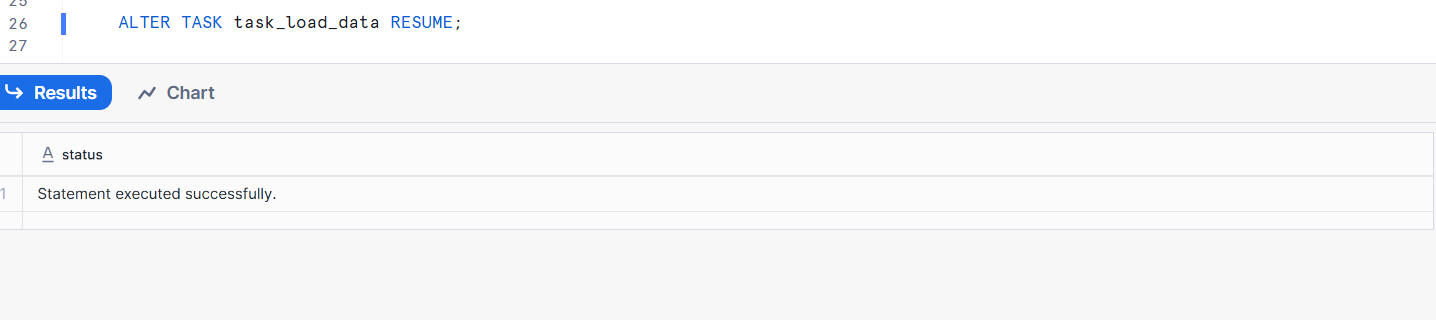 25
26 ALTER TASK task_load_data RESUME;
27
Results Chart
A status
1 Statement executed successfully.